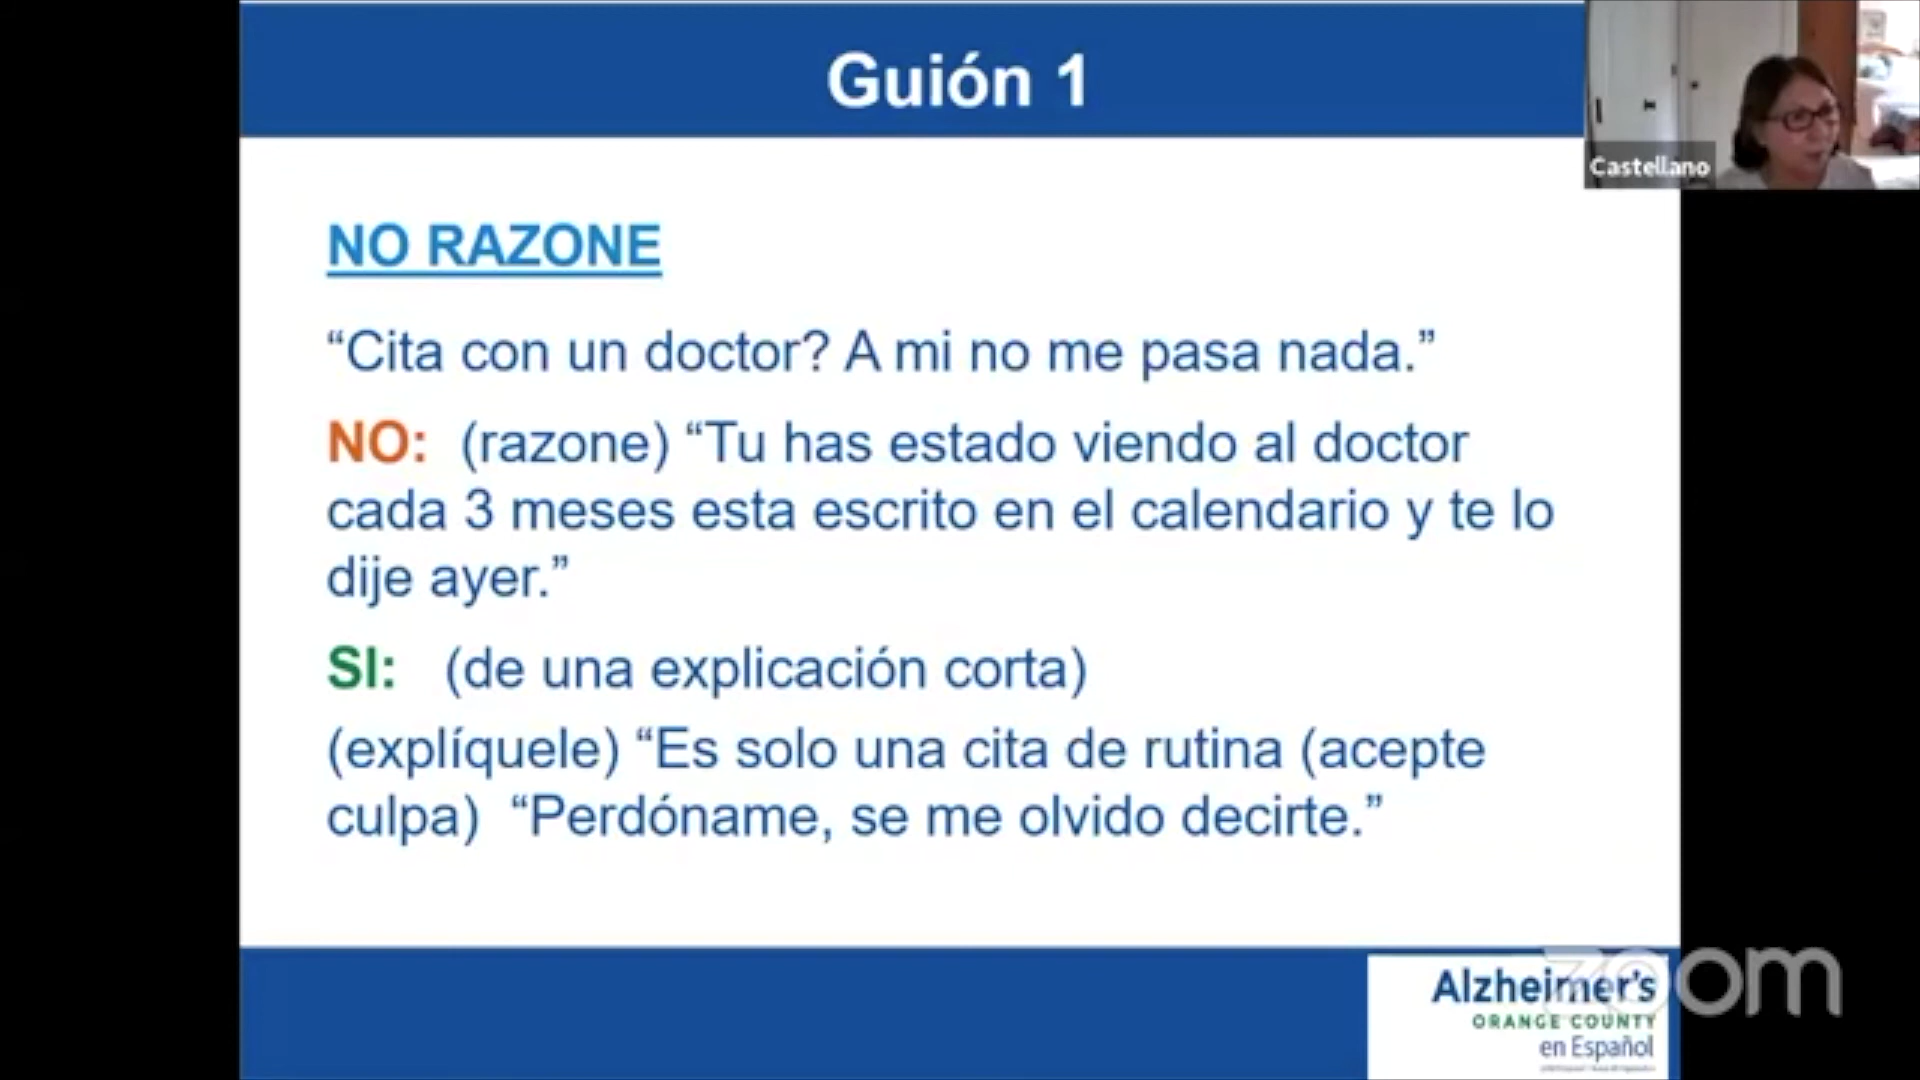 Guión 1
Castellano
NO RAZONE
“Cita con un doctor? A mi no me pasa nada.”
NO: (razone) “Tu has estado viendo al doctor
cada 3 meses esta escrito en el calendario y te lo
dije ayer.”
SI: (de una explicación corta)
(explíquele) “Es solo una cita de rutina (acepte
culpa) “Perdóname, se me olvido decirte.”
zoom
Alzheimer's
ORANGE COUNTY
en Español